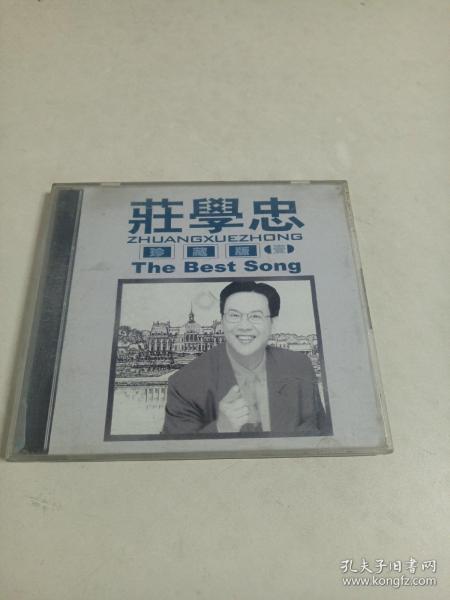 莊學忠
ZHUANGXUEZHONG
珍藏版 壹
The Best Song
孔夫子旧书网
www.kongfz.com